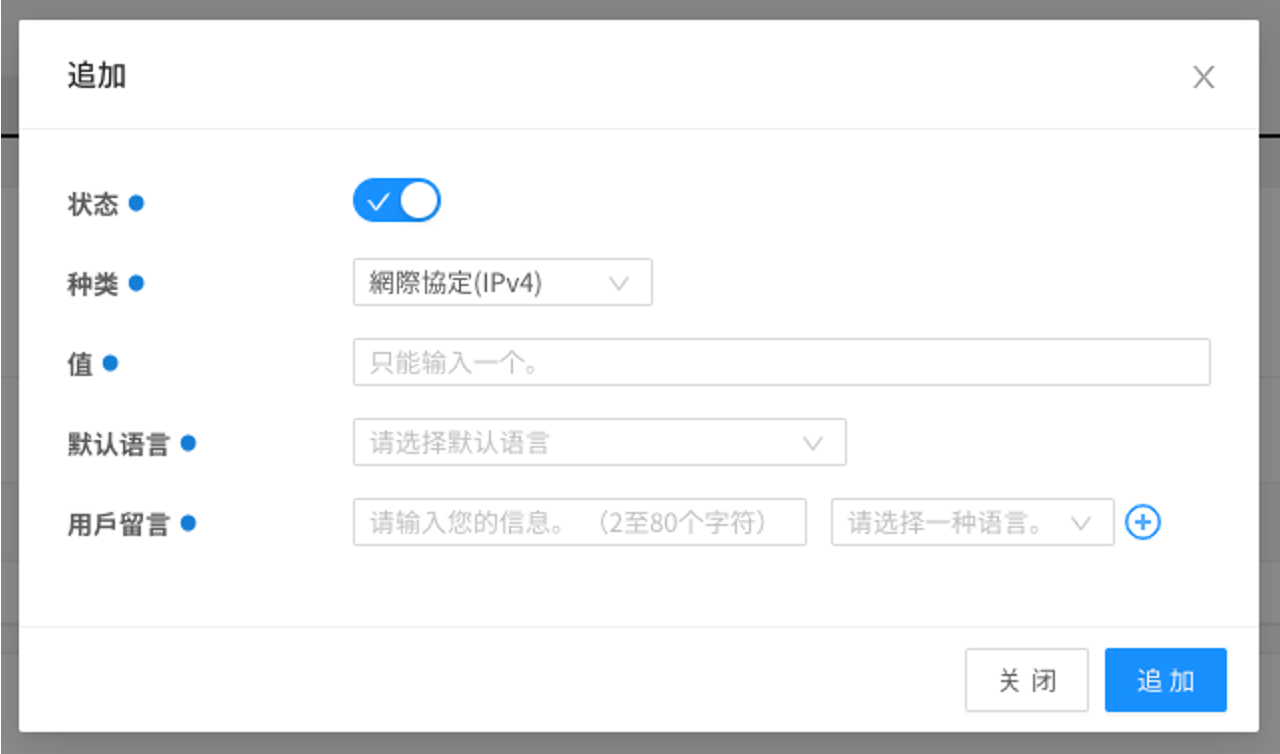 追加
状态
种类 網際協定(IPv4)
值 只能输入一个。
默认语言 请选择默认语言
用戶留言 请输入您的信息。（2至80个字符） 请选择一种语言。
关闭 追加